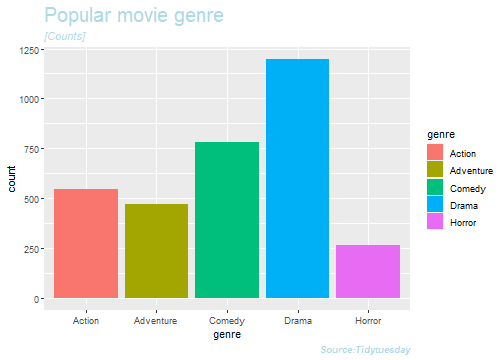 Popular movie genre
[Counts]
1250
1000
750
500
250
0
count
Action
Adventure
Comedy
Drama
Horror
genre
genre
Action
Adventure
Comedy
Drama
Horror
Source:Tidytuesday